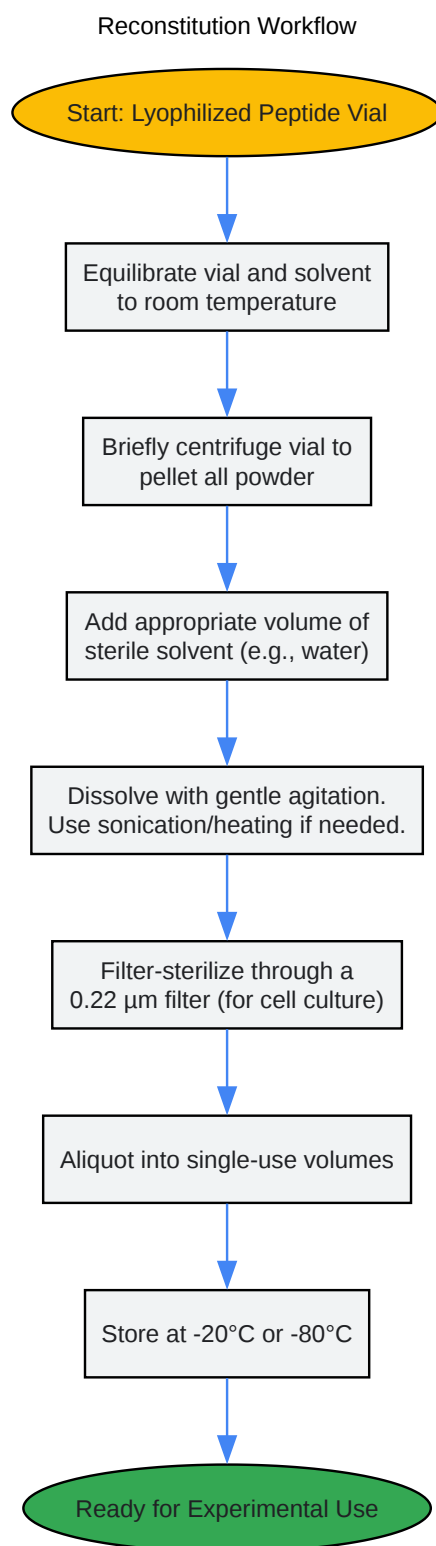 Reconstitution Workflow
Start: Lyophilized Peptide Vial
Equilibrate vial and solvent
to room temperature
Briefly centrifuge vial to
pellet all powder
Add appropriate volume of
sterile solvent (e.g., water)
Dissolve with gentle agitation.
Use sonication/heating if needed.
Filter-sterilize through a
0.22 µm filter (for cell culture)
Aliquot into single-use volumes
Store at -20°C or -80°C
Ready for Experimental Use